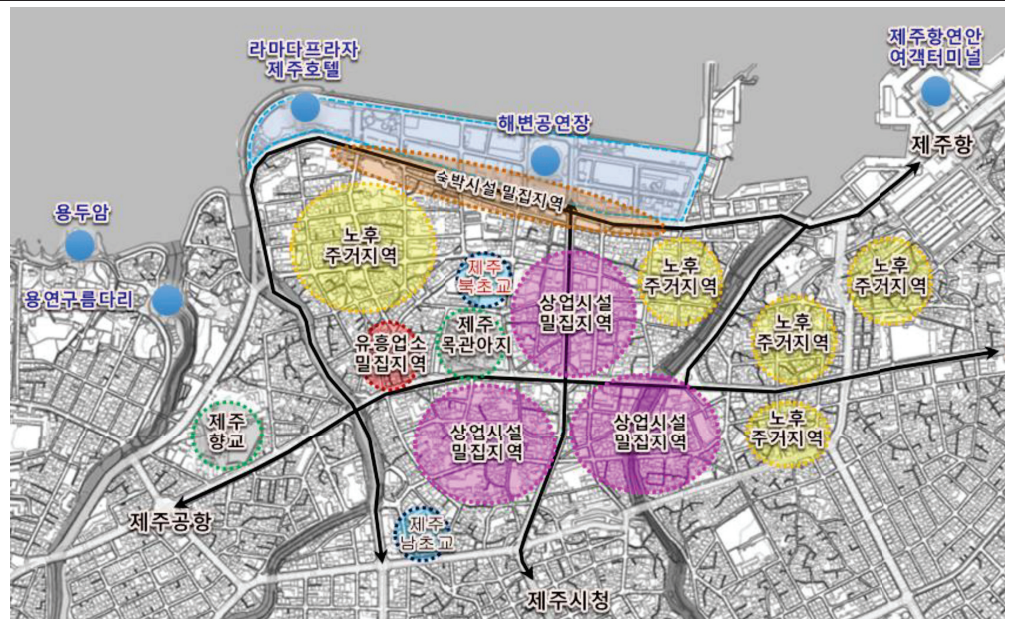 라마다프라자
제주호텔
제주항연안
여객터미널
해변공연장
제주항
숙박시설 밀집지역
용두암
노후
주거지역
제주
북초교
노후
주거지역
노후
주거지역
용연구름다리
상업시설
밀집지역
제주
목관아지
유흥업소
밀집지역
노후
주거지역
제주
향교
상업시설
밀집지역
상업시설
밀집지역
노후
주거지역
제주공항
제주
남초교
제주시청